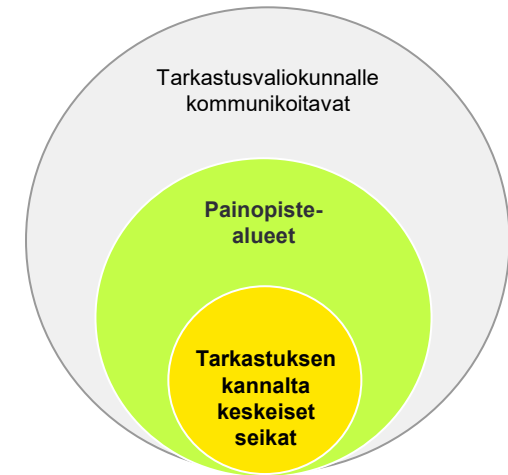 Tarkastusvaliokunnalle
kommunikoitavat
Painopiste-
alueet
Tarkastuksen
kannalta
keskeiset
seikat